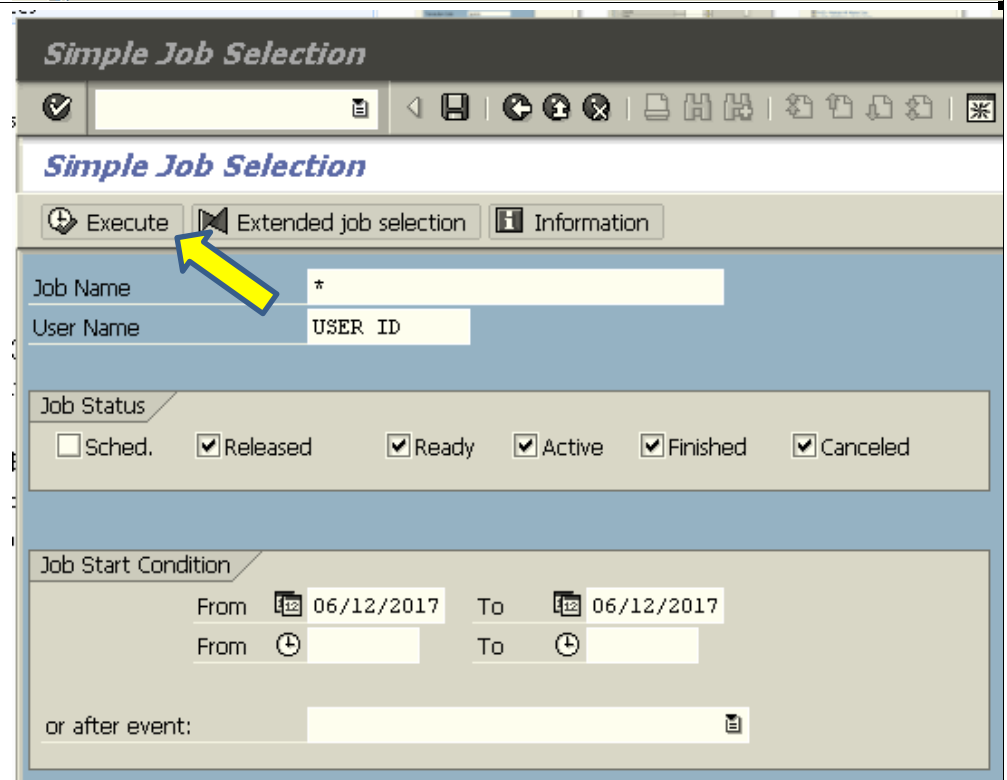 Simple Job Selection
Simple Job Selection
Execute Extended job selection Information
Job Name *
User Name USER ID
Job Status
Sched. Released Ready Active Finished Canceled
Job Start Condition
From 06/12/2017 To 06/12/2017
From To
or after event: